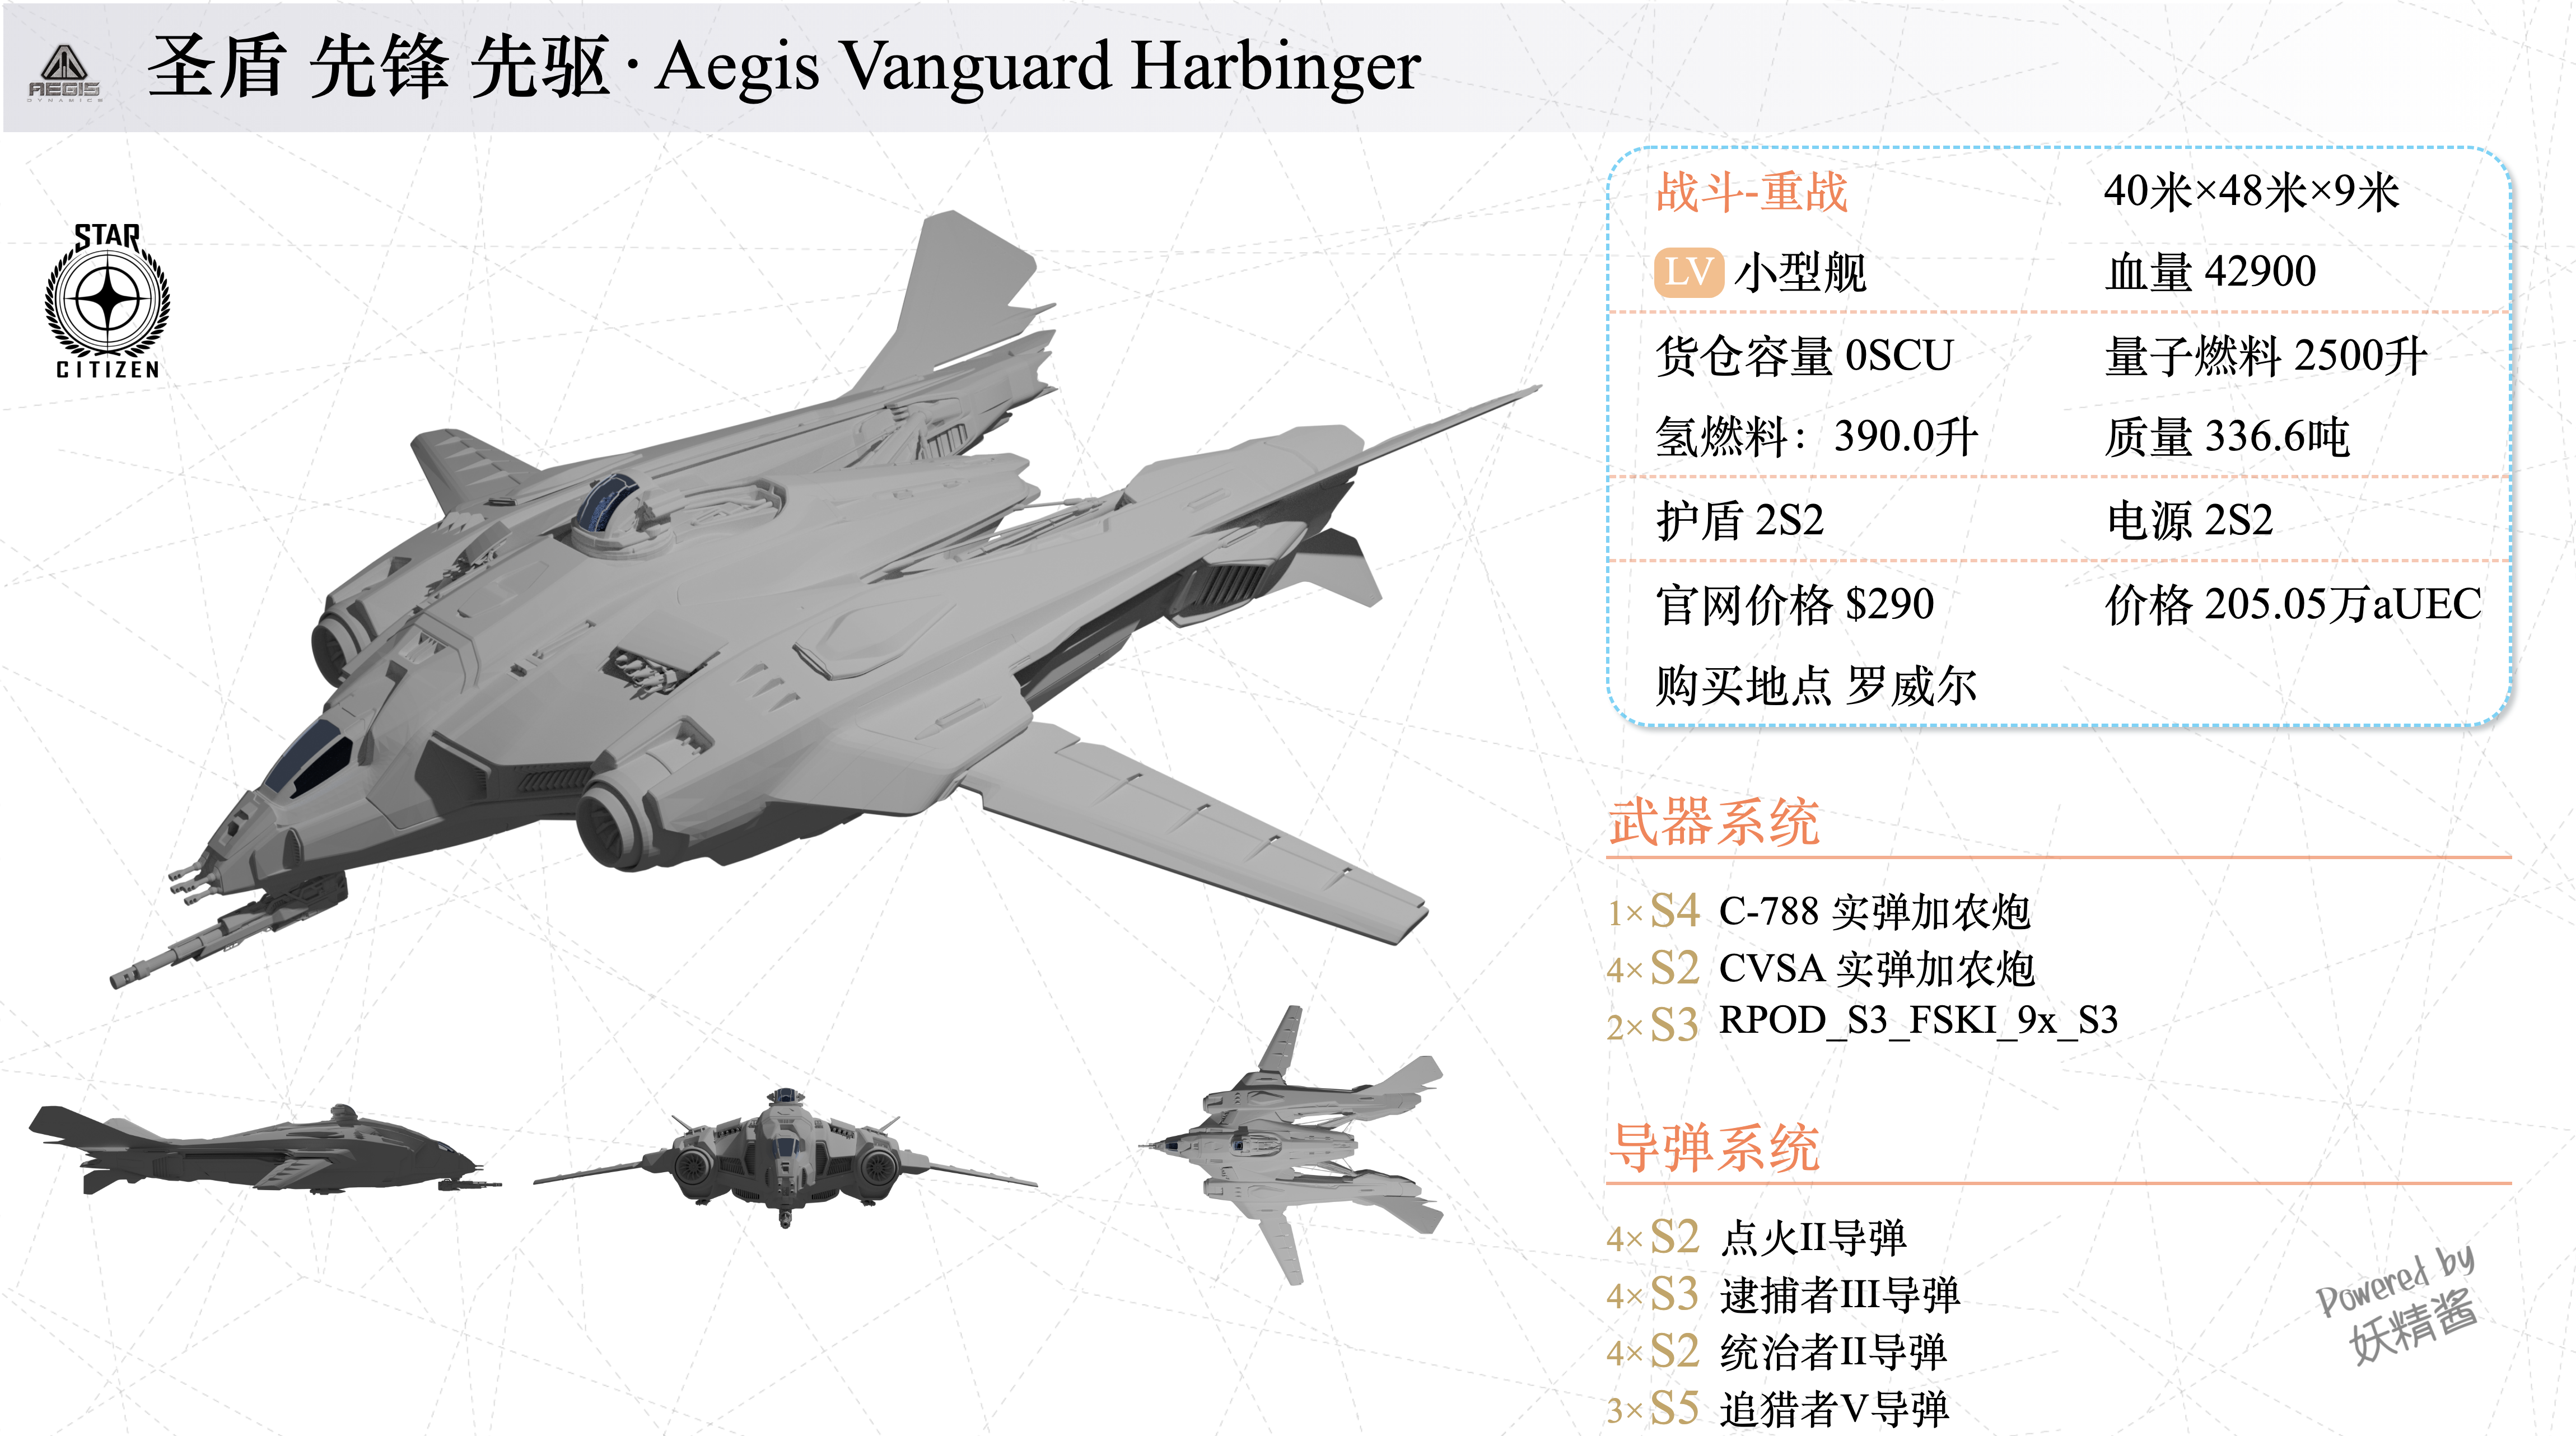 AEGIS
DYNAMICS
圣盾 先锋 先驱 · Aegis Vanguard Harbinger
STAR
CITIZEN
战斗-重战 40米×48米×9米
LV 小型舰 血量 42900
货仓容量 0SCU 量子燃料 2500升
氢燃料：390.0升 质量 336.6吨
护盾 2S2 电源 2S2
官网价格 $290 价格 205.05万aUEC
购买地点 罗威尔
武器系统
1× S4 C-788 实弹加农炮
4× S2 CVSA 实弹加农炮
2× S3 RPOD_S3_FSKI_9x_S3
导弹系统
4× S2 点火II导弹
4× S3 逮捕者III导弹
4× S2 统治者II导弹
3× S5 追猎者V导弹
Powered by
妖精酱